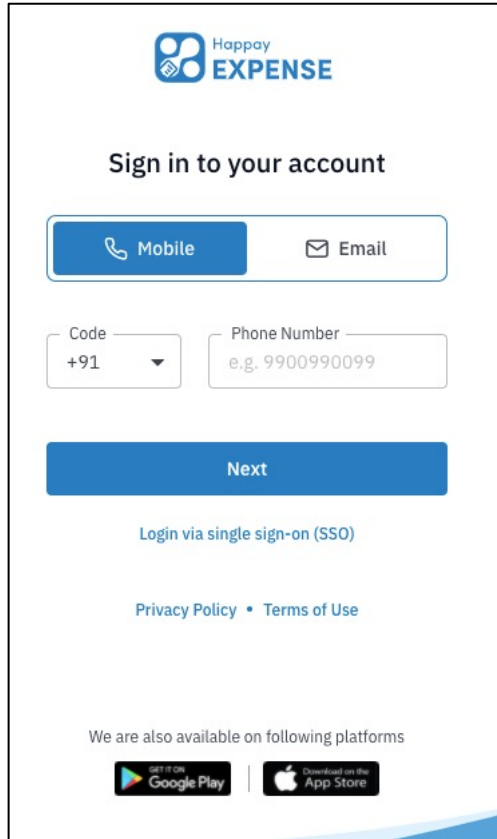 Happay
EXPENSE
Sign in to your account
Mobile Email
Code Phone Number
+91 e.g. 9900990099
Next
Login via single sign-on (SSO)
Privacy Policy • Terms of Use
We are also available on following platforms
GET IT ON Download on the
Google Play App Store